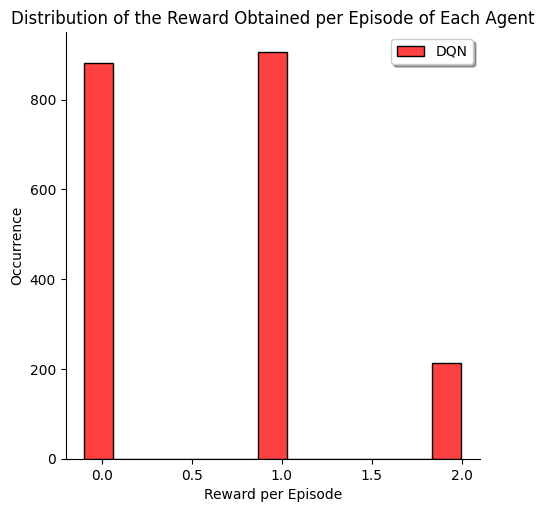 Distribution of the Reward Obtained per Episode of Each Agent
DQN
800
600
400
200
0
Occurrence
0.0 0.5 1.0 1.5 2.0
Reward per Episode